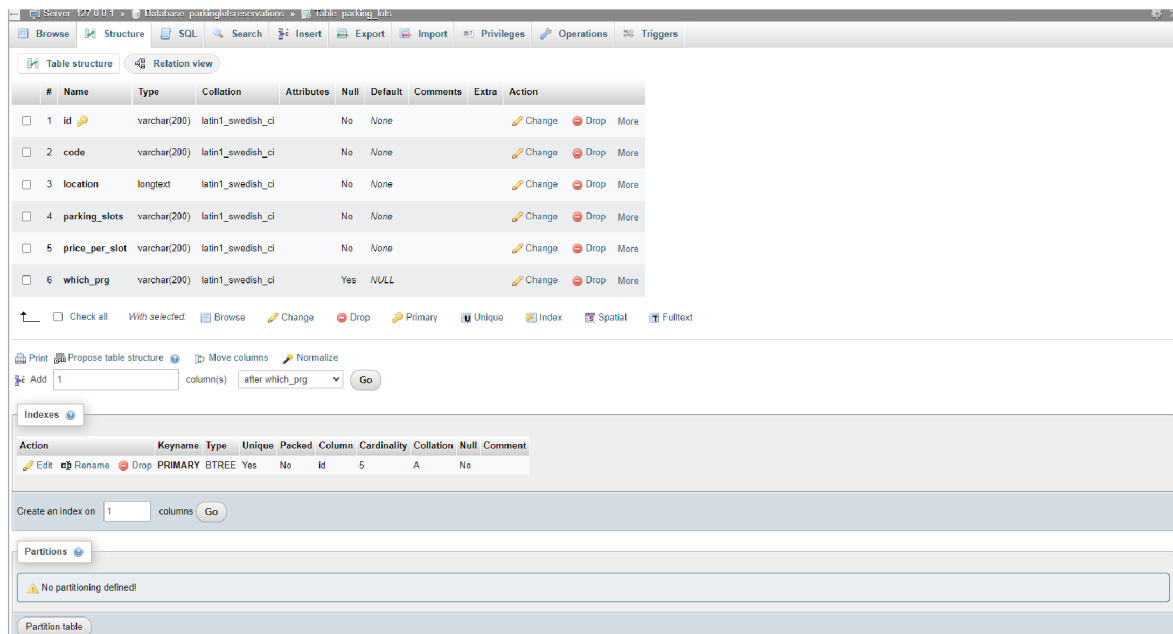 Server: 127.0.0.1 » Database: parkinglotsreservations » Table: parking_lots
Browse Structure SQL Search Insert Export Import Privileges Operations Triggers
Table structure Relation view
# Name Type Collation Attributes Null Default Comments Extra Action
1 id varchar(200) latin1_swedish_ci No None Change Drop More
2 code varchar(200) latin1_swedish_ci No None Change Drop More
3 location longtext latin1_swedish_ci No None Change Drop More
4 parking_slots varchar(200) latin1_swedish_ci No None Change Drop More
5 price_per_slot varchar(200) latin1_swedish_ci No None Change Drop More
6 which_prg varchar(200) latin1_swedish_ci Yes NULL Change Drop More
Check all With selected: Browse Change Drop Primary Unique Index Spatial Fulltext
Print Propose table structure Move columns Normalize
Add 1 column(s) after which_prg Go
Indexes
Action Keyname Type Unique Packed Column Cardinality Collation Null Comment
Edit Rename Drop PRIMARY BTREE Yes No id 5 A No
Create an index on 1 columns Go
Partitions
No partitioning defined!
Partition table